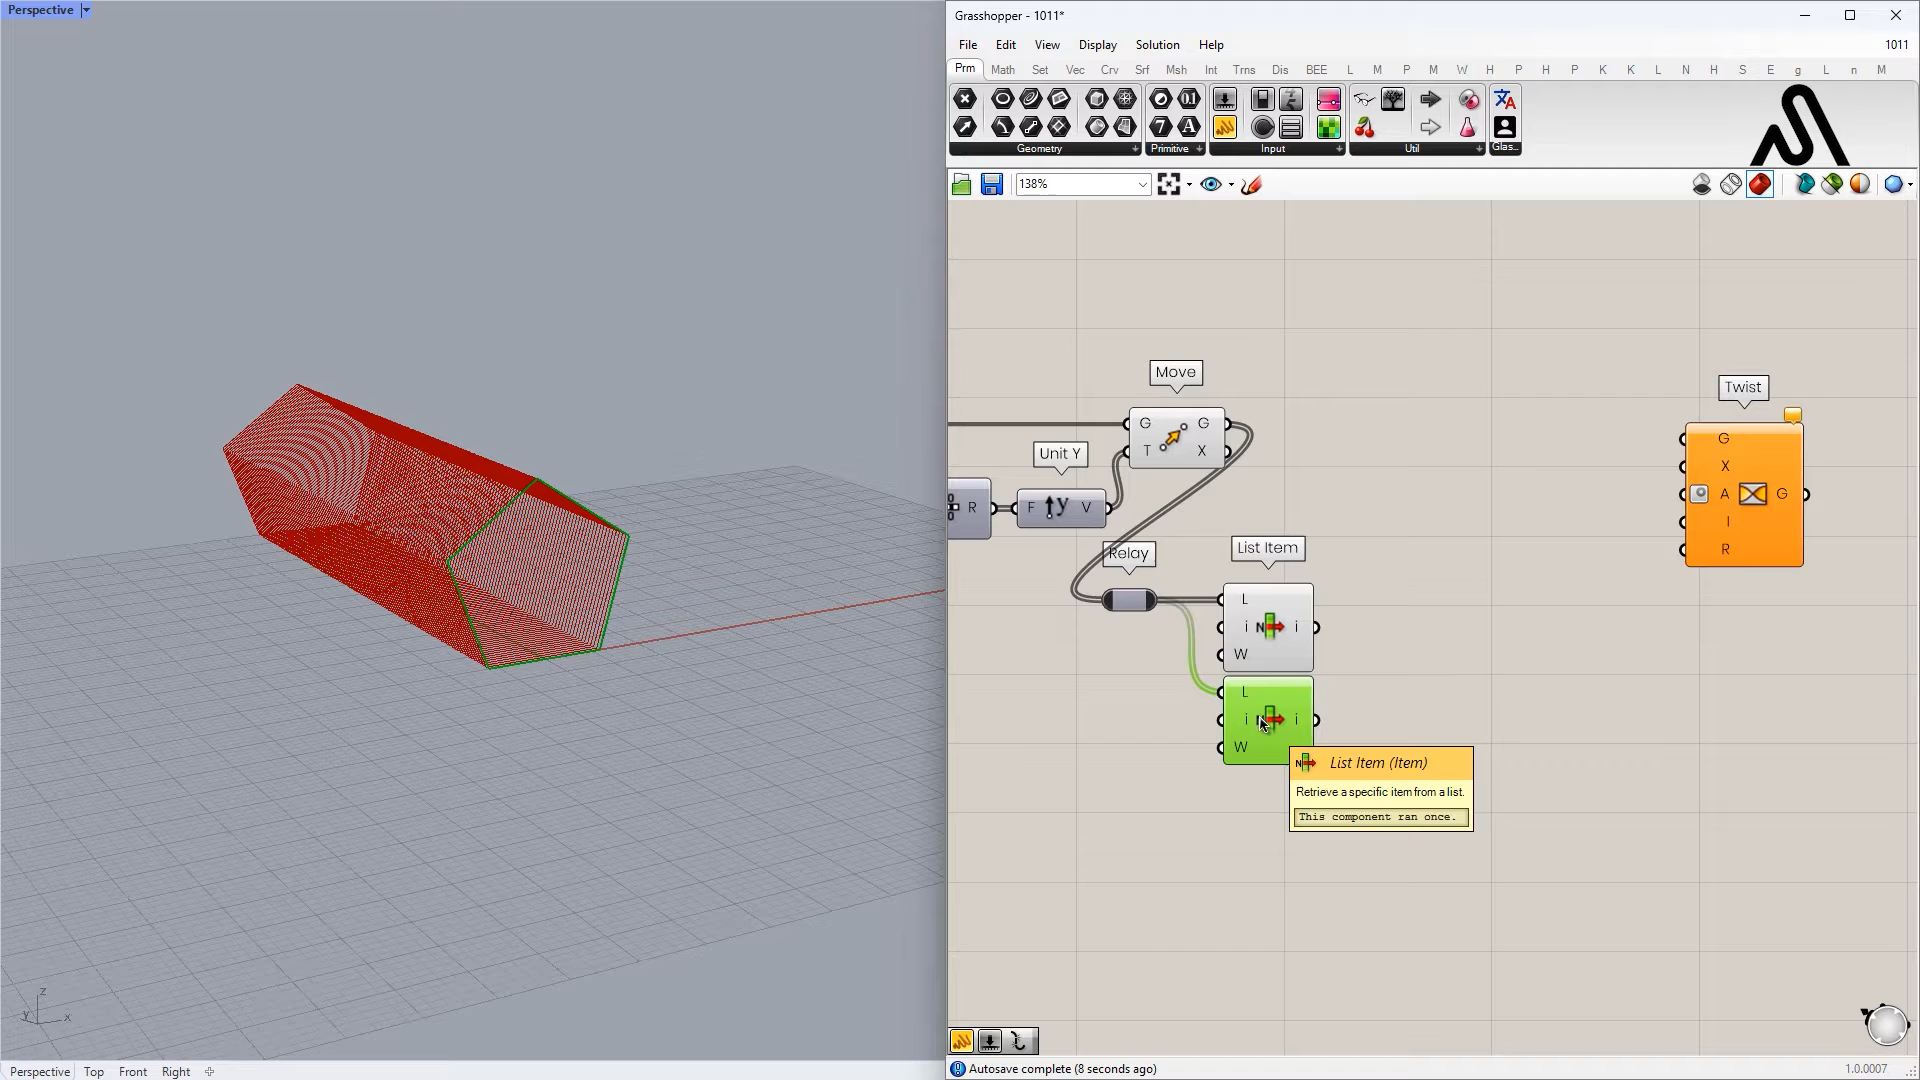 Perspective
Grasshopper - 1011*
File Edit View Display Solution Help 1011
Prm Math Set Vec Crv Srf Msh Int Trns Dis BEE L M P M W H P H P K K L N H S E g L n M
Geometry Primitive Input Util Glas..
138%
Move
G G
T X
Unit Y
R F y V
Relay
List Item
L
i N i
W
L
i N i
W
List Item (Item)
Retrieve a specific item from a list.
This component ran once.
Twist
G
X
A G
I
R
z
y x
Perspective Top Front Right
Autosave complete (8 seconds ago) 1.0.0007